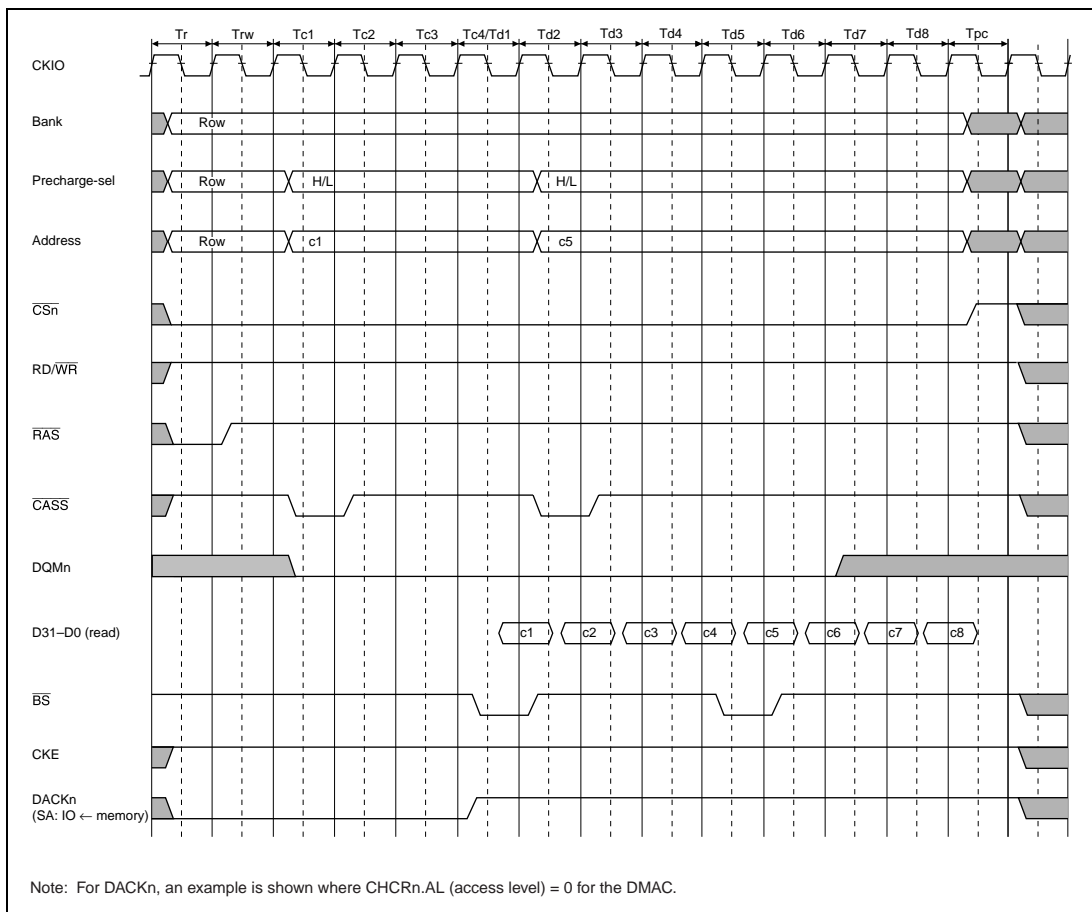 Tr Trw Tc1 Tc2 Tc3 Tc4/Td1 Td2 Td3 Td4 Td5 Td6 Td7 Td8 Tpc
CKIO
Bank Row
Precharge-sel Row H/L H/L
Address Row c1 c5
CSn
RD/WR
RAS
CASS
DQMn
D31–D0 (read) c1 c2 c3 c4 c5 c6 c7 c8
BS
CKE
DACKn
(SA: IO ← memory)
Note: For DACKn, an example is shown where CHCRn.AL (access level) = 0 for the DMAC.